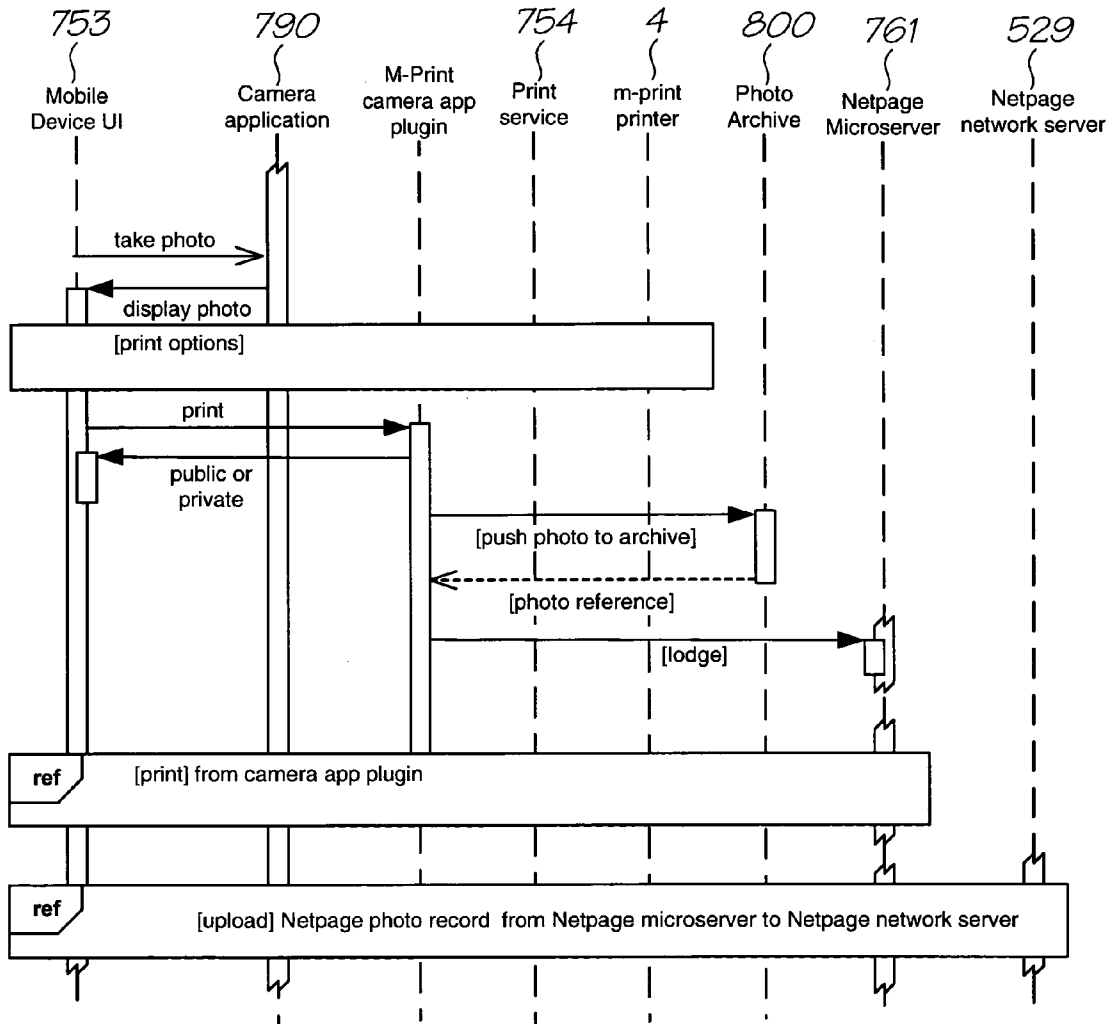 753 790 754 4 800 761 529
Mobile
Device UI
Camera
application
M-Print
camera app
plugin
Print
service
m-print
printer
Photo
Archive
Netpage
Microserver
Netpage
network server
take photo
display photo
[print options]
print
public or
private
[push photo to archive]
[photo reference]
[lodge]
ref
[print] from camera app plugin
ref
[upload] Netpage photo record from Netpage microserver to Netpage network server